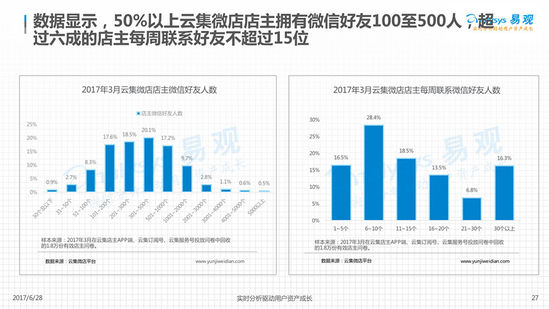 数据显示，50%以上云集微店店主拥有微信好友100至500人，超
过六成的店主每周联系好友不超过15位
易观
实时分析驱动用户资产成长
2017年3月云集微店店主微信好友人数
店主微信好友人数
25%
20%
15%
10%
5%
0%
0.9%
2.7%
8.3%
17.6%
18.5%
20.1%
17.2%
9.7%
2.8%
1.1%
0.6%
0.5%
30个及以下
31~50个
51~100个
101~200个
201~300个
301~500个
501~1000个
1001~2000个
2001~3000个
3001~4000个
4001~5000个
5000以上
样本来源：2017年3月在云集店主APP端、云集订阅号、云集服务号投放问卷中回收
的1.8万份有效店主问卷。
数据来源：云集微店平台
www.yunjiweidian.com
2017年3月云集微店店主每周联系微信好友人数
30%
25%
20%
15%
10%
5%
0%
16.5%
28.4%
18.5%
13.5%
6.8%
16.3%
1~5个
6~10个
11~15个
16~20个
21~30个
30个以上
样本来源：2017年3月在云集店主APP端、云集订阅号、云集服务号投放问卷中回收
的1.8万份有效店主问卷。
数据来源：云集微店平台
www.yunjiweidian.com
2017/6/28
实时分析驱动用户资产成长
27